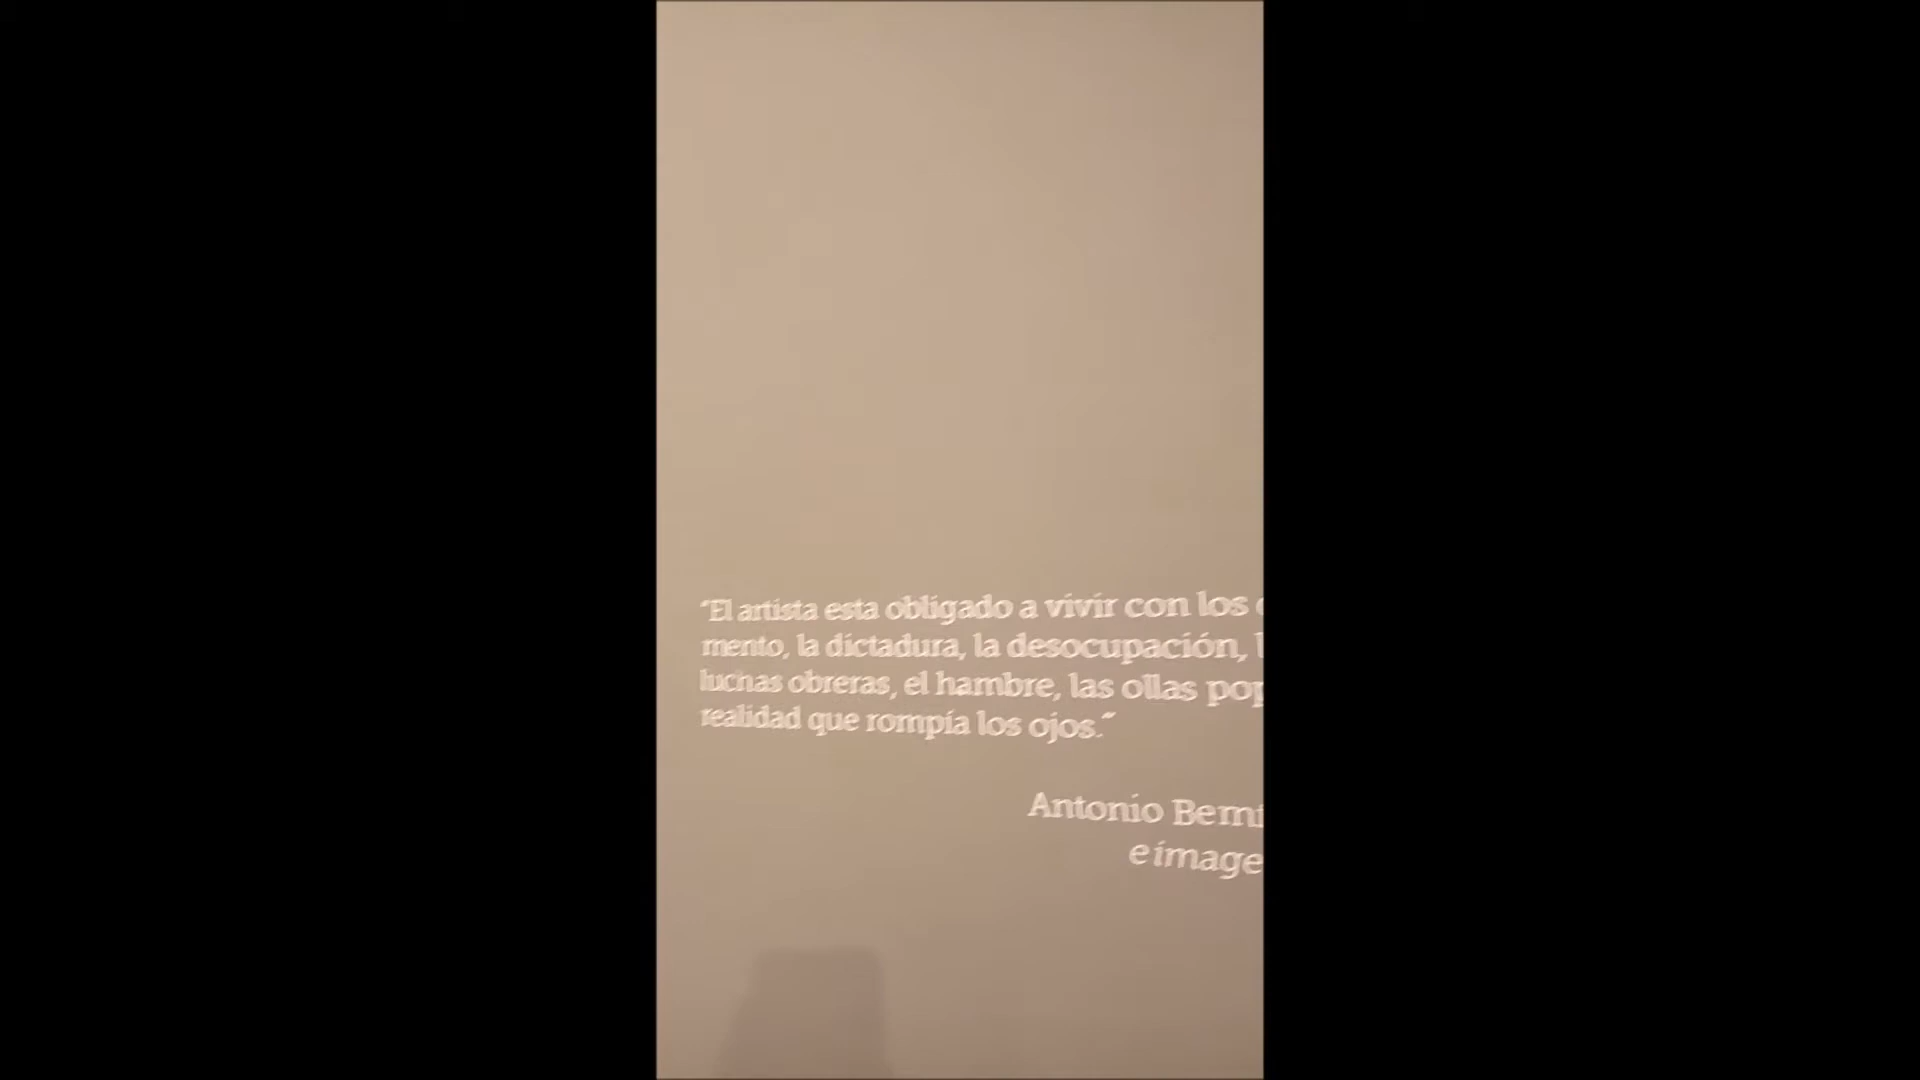 "El artista esta obligado a vivir con los
mento, la dictadura, la desocupación,
luchas obreras, el hambre, las ollas
realidad que rompía los ojos."
Antonio
e